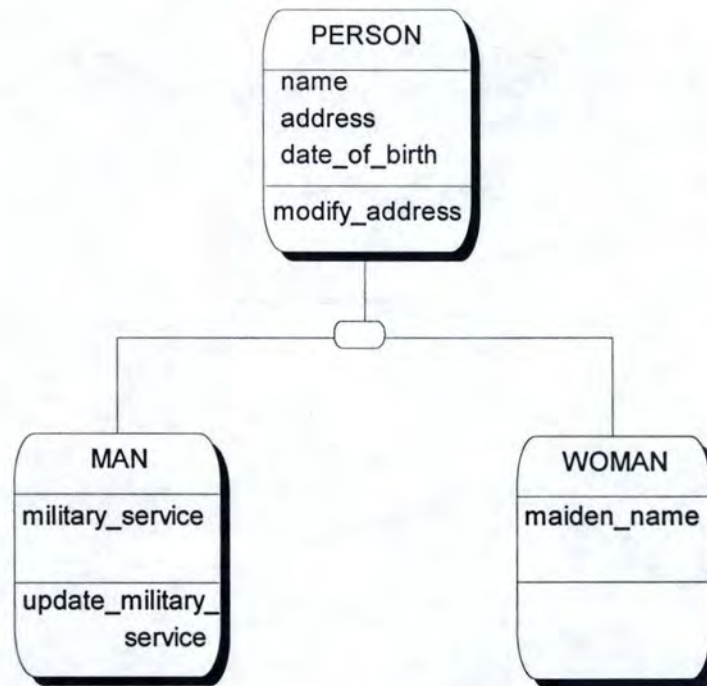 PERSON
name
address
date_of_birth
modify_address
MAN
military_service
update_military_
service
WOMAN
maiden_name